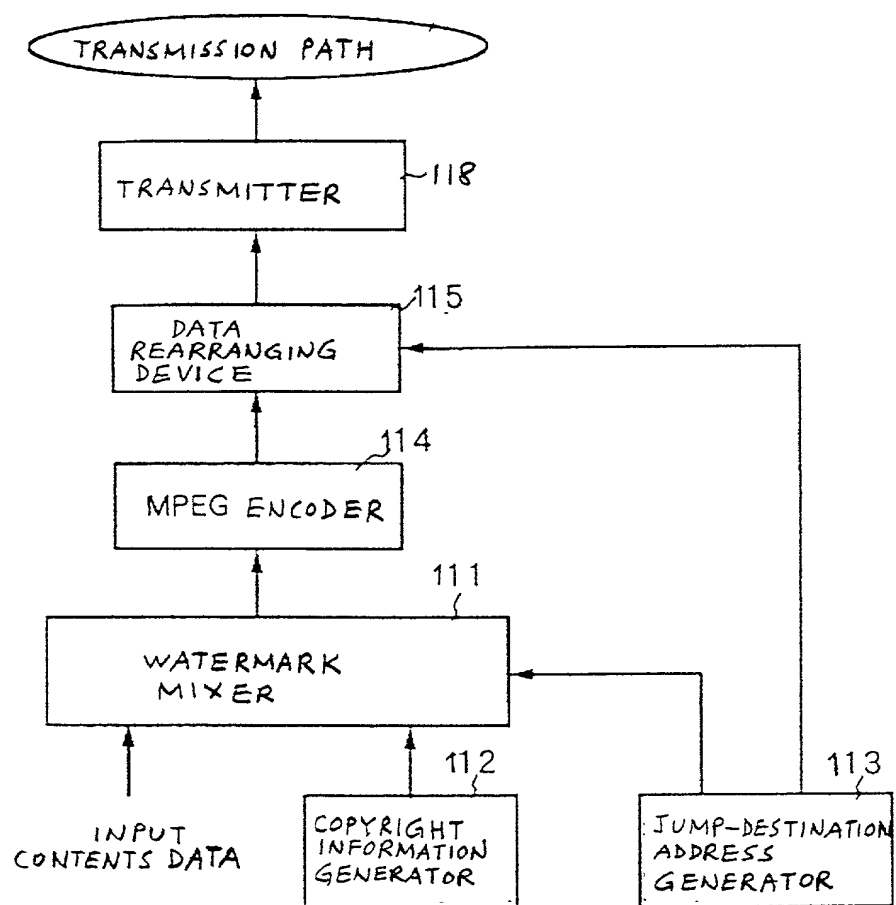 TRANSMISSION PATH
TRANSMITTER
118
115
DATA
REARRANGING
DEVICE
114
MPEG ENCODER
111
WATERMARK
MIXER
112
113
INPUT
CONTENTS DATA
COPYRIGHT
INFORMATION
GENERATOR
JUMP-DESTINATION
ADDRESS
GENERATOR